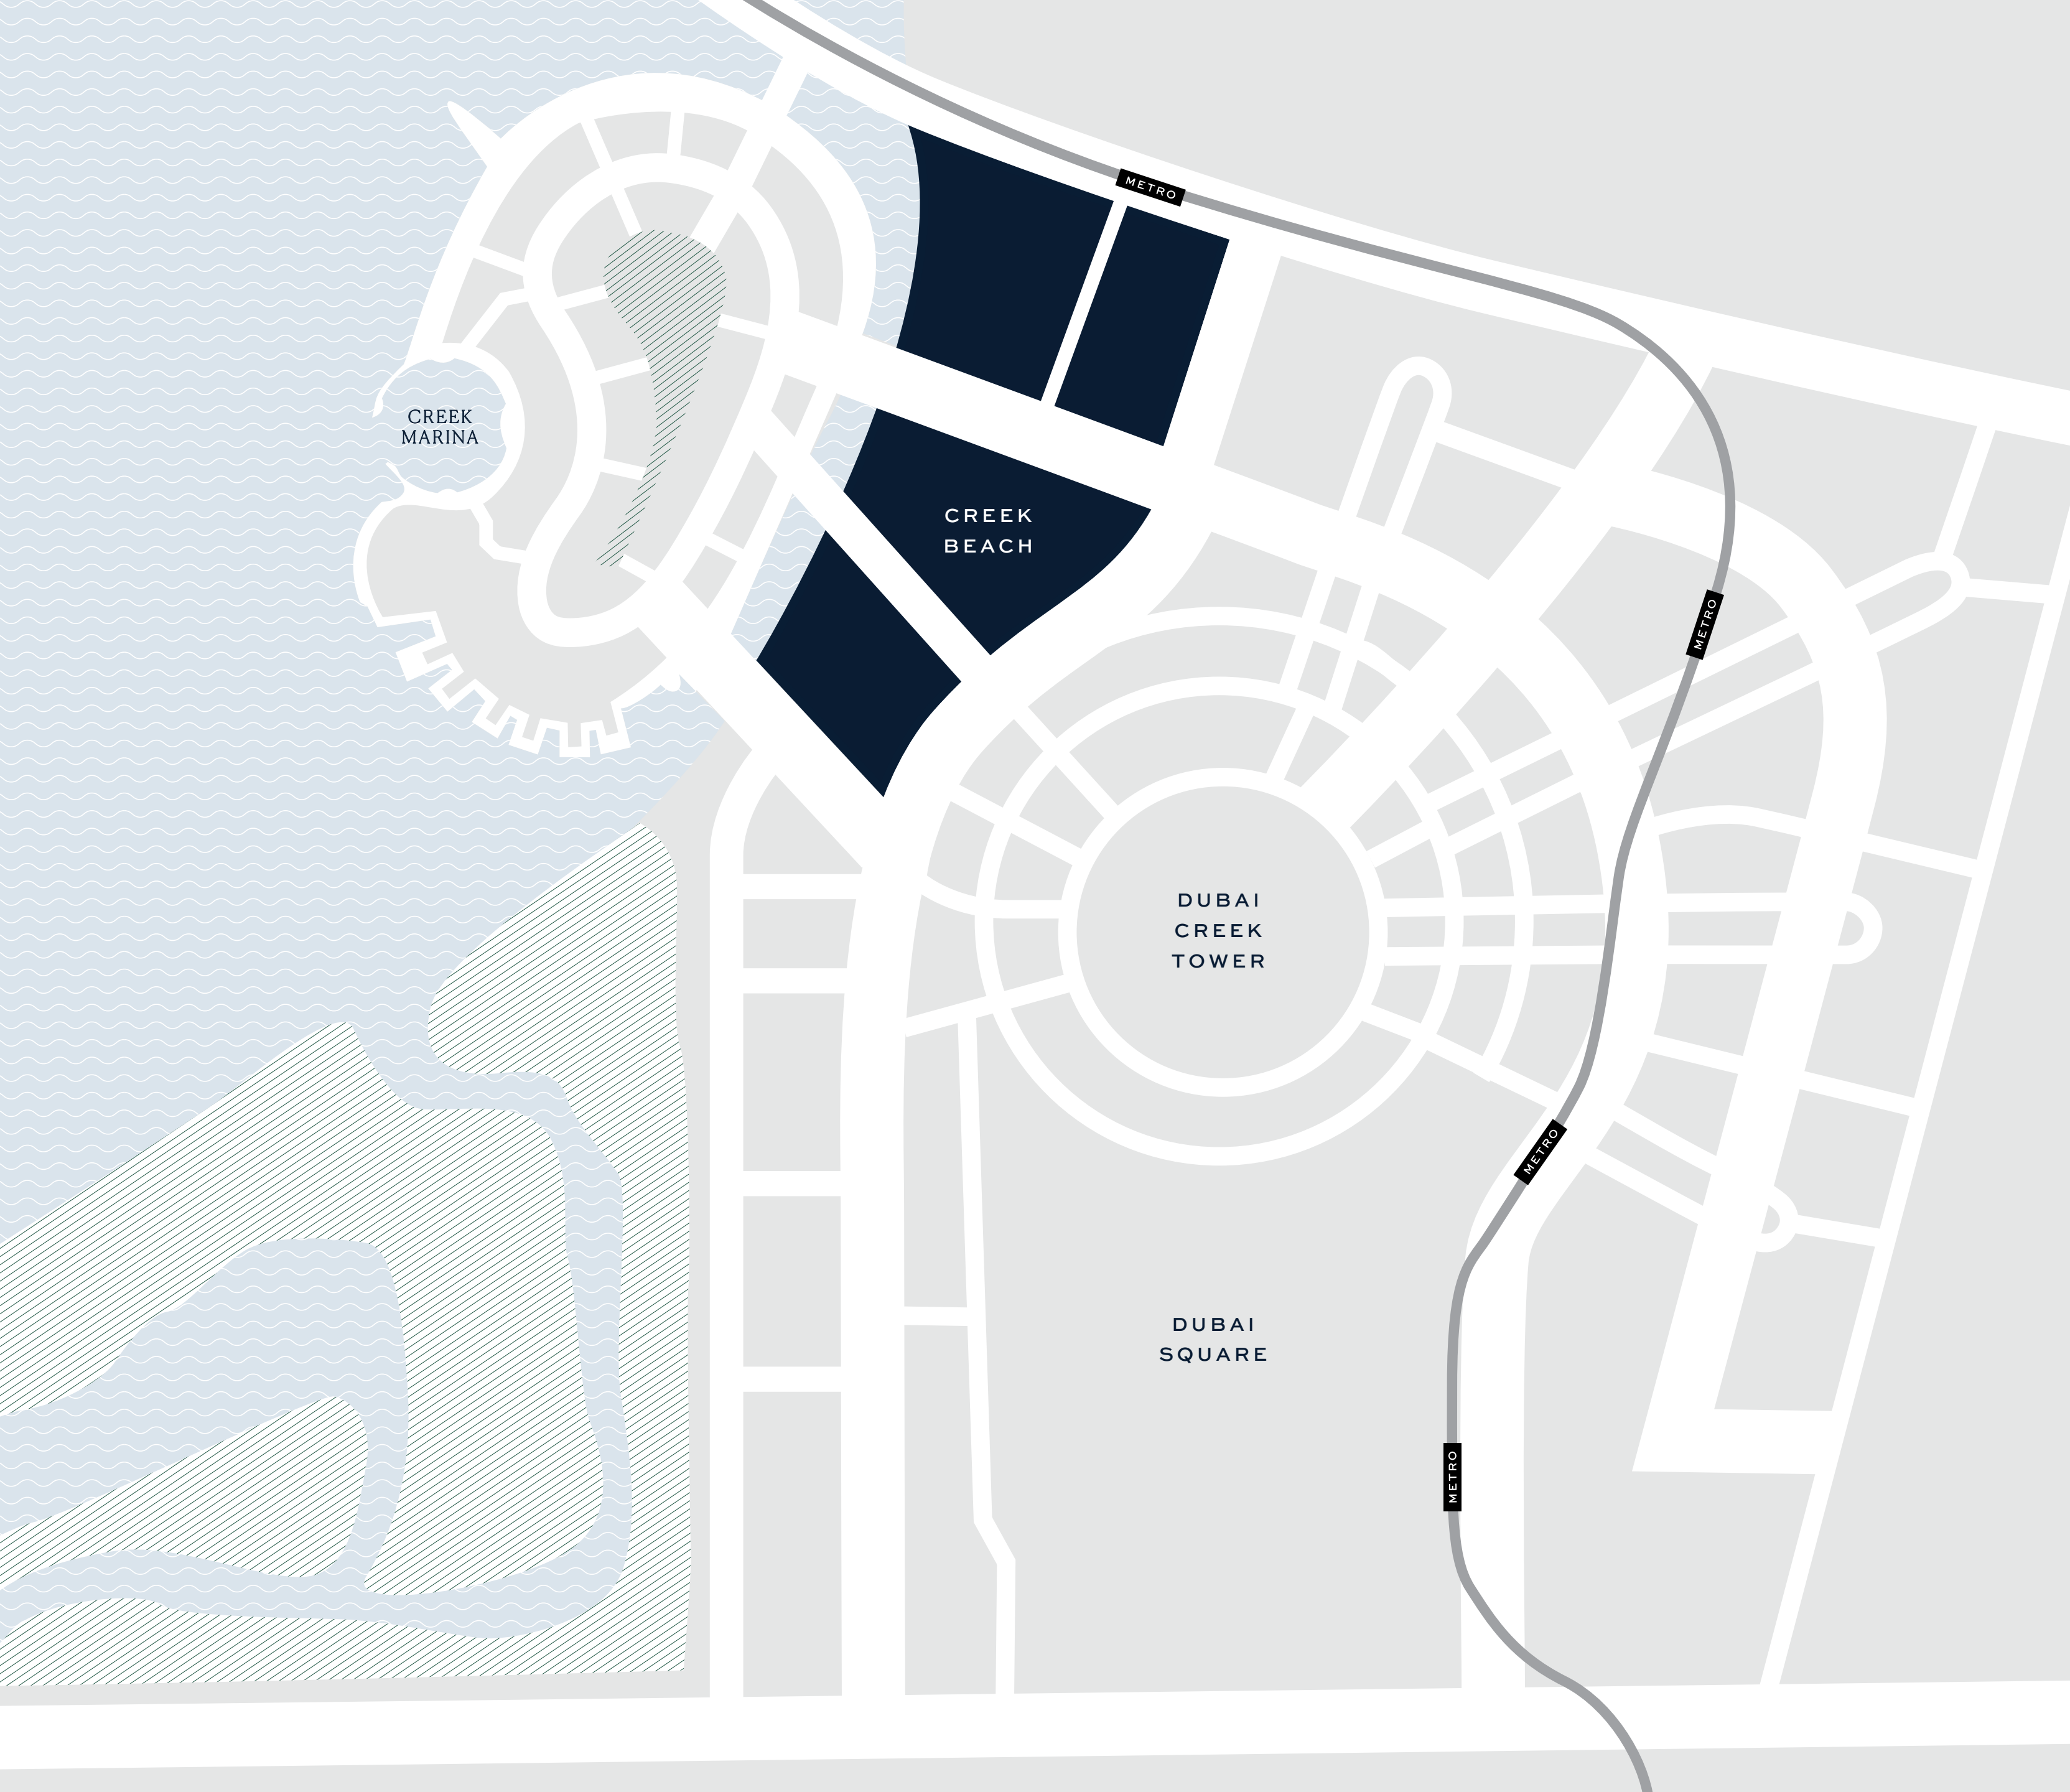 METRO
CREEK
MARINA
CREEK
BEACH
METRO
DUBAI
CREEK
TOWER
METRO
DUBAI
SQUARE
METRO